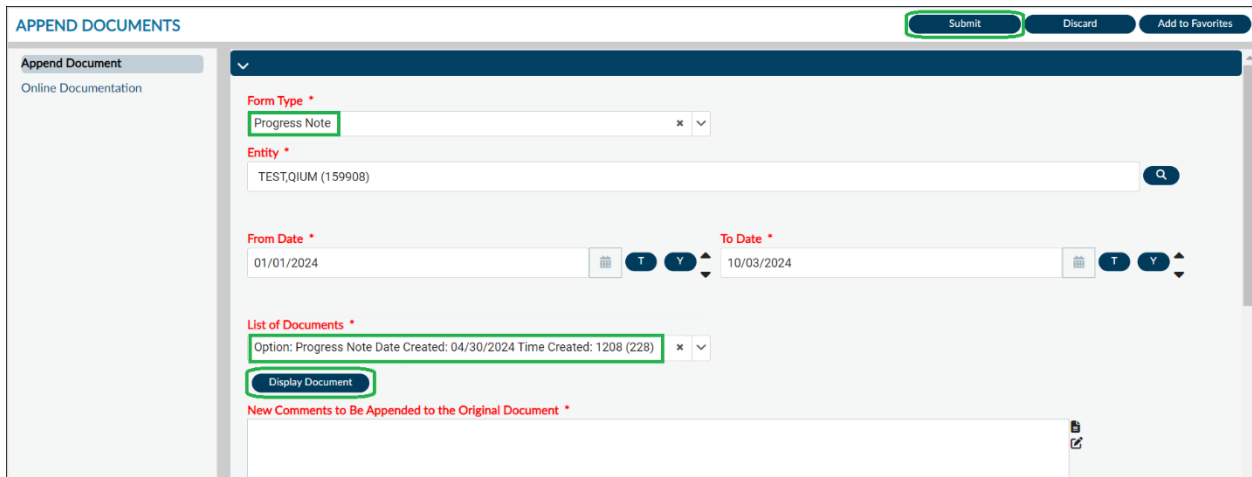 APPEND DOCUMENTS
Submit
Discard
Add to Favorites
Append Document
Online Documentation
Form Type *
Progress Note
Entity *
TEST,QIUM (159908)
From Date *
To Date *
01/01/2024
T
Y
10/03/2024
T
Y
List of Documents *
Option: Progress Note Date Created: 04/30/2024 Time Created: 1208 (228)
Display Document
New Comments to Be Appended to the Original Document *